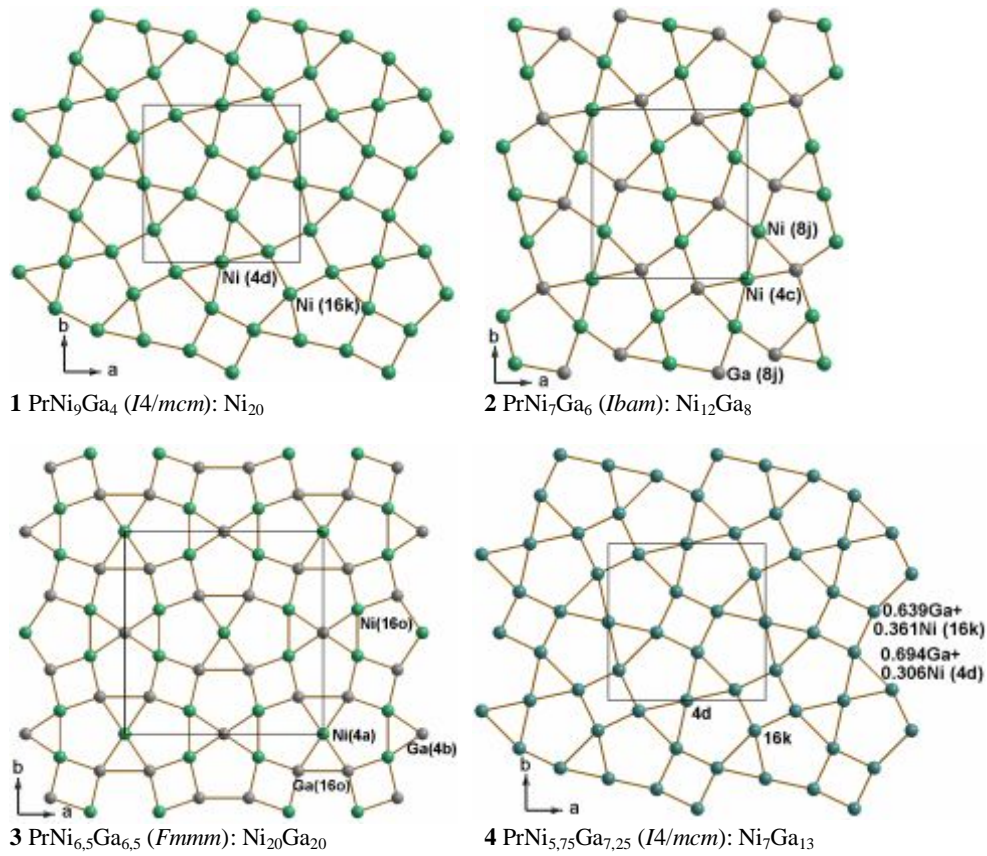 Ni (4d)
Ni (16k)
b
a
1 PrNi₉Ga₄ (I4/mcm): Ni₂₀
Ni (8j)
Ni (4c)
Ga (8j)
b
a
2 PrNi₇Ga₆ (Ibam): Ni₁₂Ga₈
Ni(16o)
Ni(4a)
Ga(4b)
Ga(16o)
b
a
3 PrNi₆,₅Ga₆,₅ (Fmmm): Ni₂₀Ga₂₀
0.639Ga+
0.361Ni (16k)
0.694Ga+
0.306Ni (4d)
4d
16k
b
a
4 PrNi₅,₇₅Ga₇,₂₅ (I4/mcm): Ni₇Ga₁₃